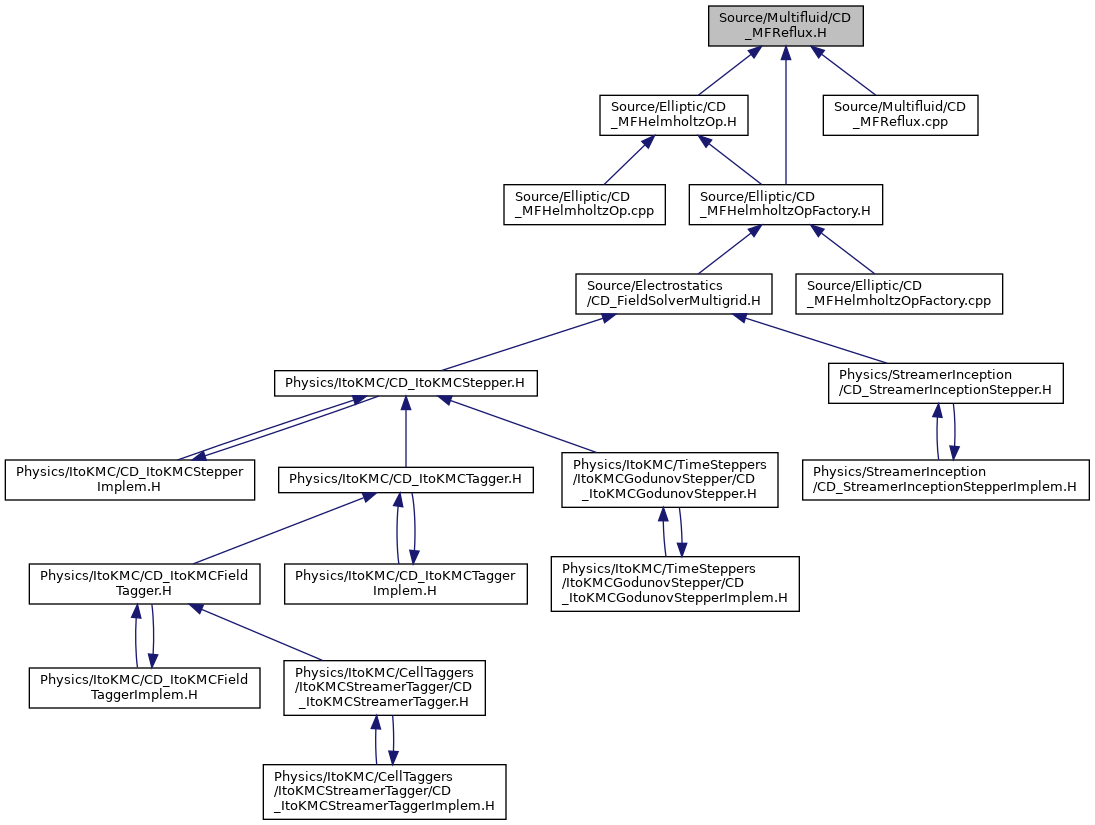 Source/Multifluid/CD
_MFReflux.H
Source/Elliptic/CD
_MFHelmholtzOp.H
Source/Multifluid/CD
_MFReflux.cpp
Source/Elliptic/CD
_MFHelmholtzOp.cpp
Source/Elliptic/CD
_MFHelmholtzOpFactory.H
Source/Electrostatics
/CD_FieldSolverMultigrid.H
Source/Elliptic/CD
_MFHelmholtzOpFactory.cpp
Physics/ItoKMC/CD_ItoKMCStepper.H
Physics/StreamerInception
/CD_StreamerInceptionStepper.H
Physics/ItoKMC/CD_ItoKMCStepper
Implem.H
Physics/ItoKMC/CD_ItoKMCTagger.H
Physics/ItoKMC/TimeSteppers
/ItoKMCGodunovStepper/CD
_ItoKMCGodunovStepper.H
Physics/StreamerInception
/CD_StreamerInceptionStepperImplem.H
Physics/ItoKMC/CD_ItoKMCField
Tagger.H
Physics/ItoKMC/CD_ItoKMCTagger
Implem.H
Physics/ItoKMC/TimeSteppers
/ItoKMCGodunovStepper/CD
_ItoKMCGodunovStepperImplem.H
Physics/ItoKMC/CD_ItoKMCField
TaggerImplem.H
Physics/ItoKMC/CellTaggers
/ItoKMCStreamerTagger/CD
_ItoKMCStreamerTagger.H
Physics/ItoKMC/CellTaggers
/ItoKMCStreamerTagger/CD
_ItoKMCStreamerTaggerImplem.H